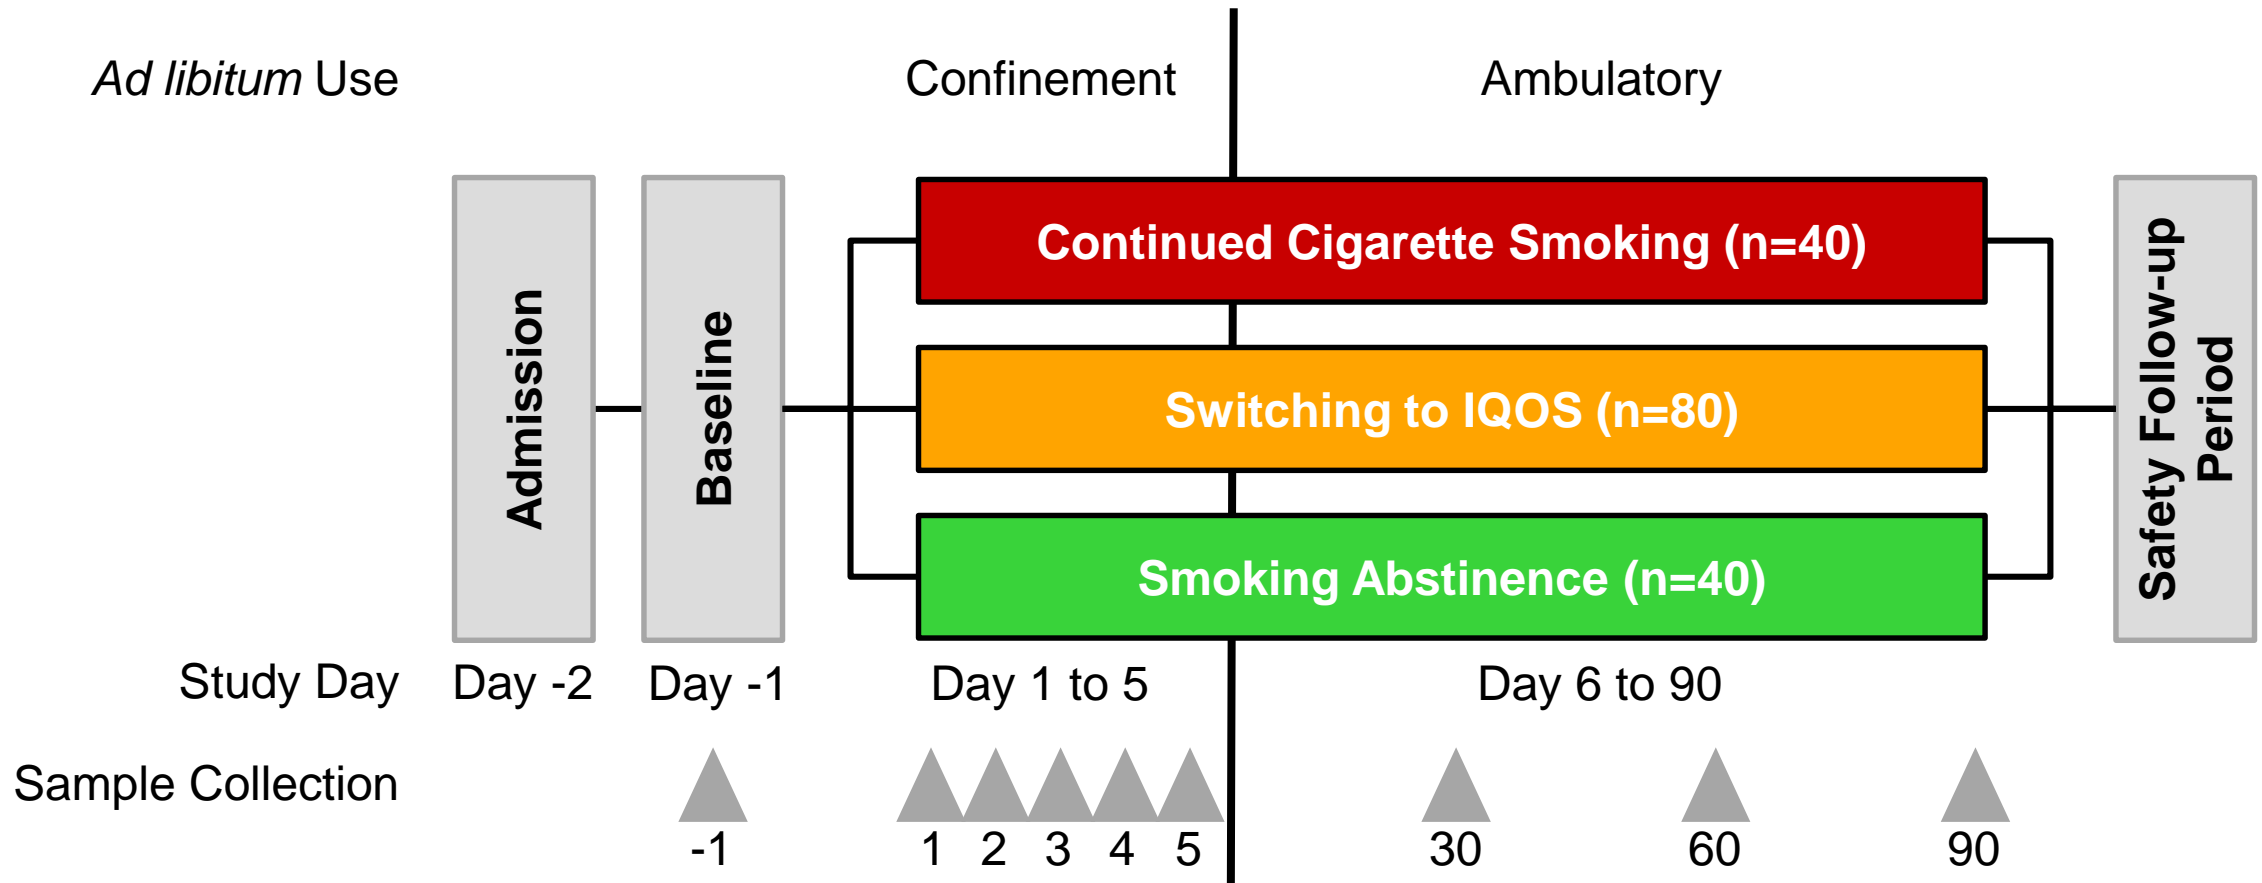 Ad libitum Use
Confinement
Ambulatory
Admission
Baseline
Continued Cigarette Smoking (n=40)
Switching to IQOS (n=80)
Smoking Abstinence (n=40)
Safety Follow-up
Period
Study Day
Day -2
Day -1
Day 1 to 5
Day 6 to 90
Sample Collection
-1
1
2
3
4
5
30
60
90